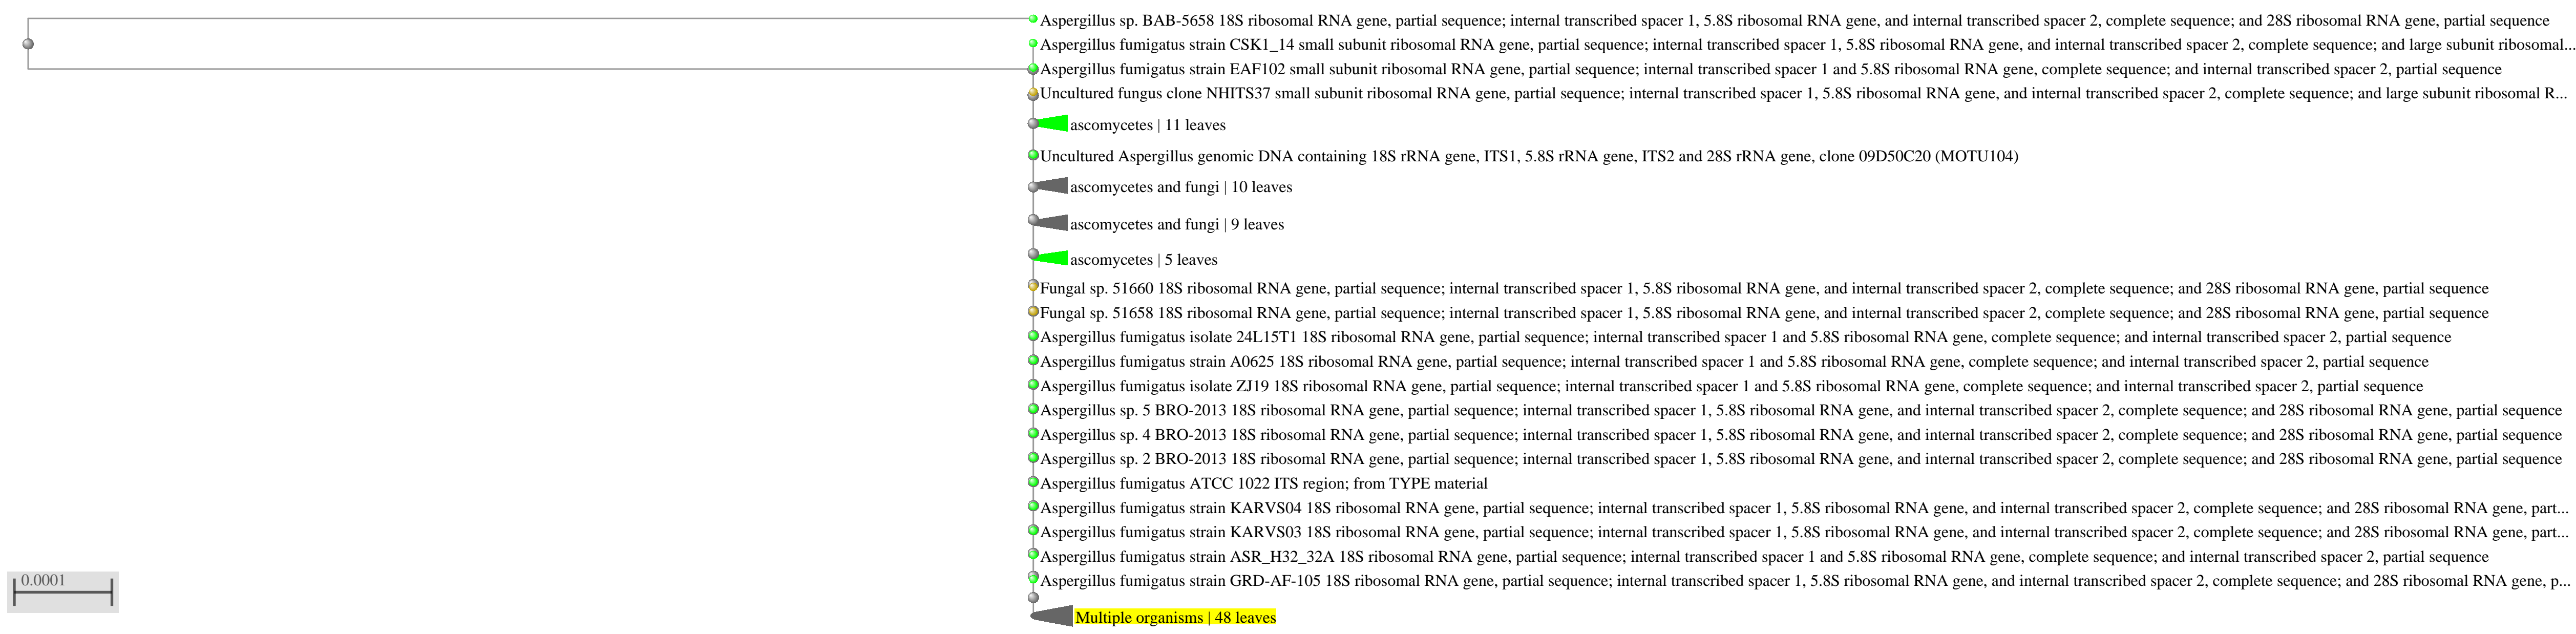 Aspergillus sp. BAB-5658 18S ribosomal RNA gene, partial sequence; internal transcribed spacer 1, 5.8S ribosomal RNA gene, and internal transcribed spacer 2, complete sequence; and 28S ribosomal RNA gene, partial sequence
Aspergillus fumigatus strain CSK1_14 small subunit ribosomal RNA gene, partial sequence; internal transcribed spacer 1, 5.8S ribosomal RNA gene, and internal transcribed spacer 2, complete sequence; and large subunit ribosomal...
Aspergillus fumigatus strain EAF102 small subunit ribosomal RNA gene, partial sequence; internal transcribed spacer 1 and 5.8S ribosomal RNA gene, complete sequence; and internal transcribed spacer 2, partial sequence
Uncultured fungus clone NHITS37 small subunit ribosomal RNA gene, partial sequence; internal transcribed spacer 1, 5.8S ribosomal RNA gene, and internal transcribed spacer 2, complete sequence; and large subunit ribosomal R...
ascomycetes | 11 leaves
Uncultured Aspergillus genomic DNA containing 18S rRNA gene, ITS1, 5.8S rRNA gene, ITS2 and 28S rRNA gene, clone 09D50C20 (MOTU104)
ascomycetes and fungi | 10 leaves
ascomycetes and fungi | 9 leaves
ascomycetes | 5 leaves
Fungal sp. 51660 18S ribosomal RNA gene, partial sequence; internal transcribed spacer 1, 5.8S ribosomal RNA gene, and internal transcribed spacer 2, complete sequence; and 28S ribosomal RNA gene, partial sequence
Fungal sp. 51658 18S ribosomal RNA gene, partial sequence; internal transcribed spacer 1, 5.8S ribosomal RNA gene, and internal transcribed spacer 2, complete sequence; and 28S ribosomal RNA gene, partial sequence
Aspergillus fumigatus isolate 24L15T1 18S ribosomal RNA gene, partial sequence; internal transcribed spacer 1 and 5.8S ribosomal RNA gene, complete sequence; and internal transcribed spacer 2, partial sequence
Aspergillus fumigatus strain A0625 18S ribosomal RNA gene, partial sequence; internal transcribed spacer 1 and 5.8S ribosomal RNA gene, complete sequence; and internal transcribed spacer 2, partial sequence
Aspergillus fumigatus isolate ZJ19 18S ribosomal RNA gene, partial sequence; internal transcribed spacer 1 and 5.8S ribosomal RNA gene, complete sequence; and internal transcribed spacer 2, partial sequence
Aspergillus sp. 5 BRO-2013 18S ribosomal RNA gene, partial sequence; internal transcribed spacer 1, 5.8S ribosomal RNA gene, and internal transcribed spacer 2, complete sequence; and 28S ribosomal RNA gene, partial sequence
Aspergillus sp. 4 BRO-2013 18S ribosomal RNA gene, partial sequence; internal transcribed spacer 1, 5.8S ribosomal RNA gene, and internal transcribed spacer 2, complete sequence; and 28S ribosomal RNA gene, partial sequence
Aspergillus sp. 2 BRO-2013 18S ribosomal RNA gene, partial sequence; internal transcribed spacer 1, 5.8S ribosomal RNA gene, and internal transcribed spacer 2, complete sequence; and 28S ribosomal RNA gene, partial sequence
Aspergillus fumigatus ATCC 1022 ITS region; from TYPE material
Aspergillus fumigatus strain KARVS04 18S ribosomal RNA gene, partial sequence; internal transcribed spacer 1, 5.8S ribosomal RNA gene, and internal transcribed spacer 2, complete sequence; and 28S ribosomal RNA gene, part...
Aspergillus fumigatus strain KARVS03 18S ribosomal RNA gene, partial sequence; internal transcribed spacer 1, 5.8S ribosomal RNA gene, and internal transcribed spacer 2, complete sequence; and 28S ribosomal RNA gene, part...
Aspergillus fumigatus strain ASR_H32_32A 18S ribosomal RNA gene, partial sequence; internal transcribed spacer 1 and 5.8S ribosomal RNA gene, complete sequence; and internal transcribed spacer 2, partial sequence
Aspergillus fumigatus strain GRD-AF-105 18S ribosomal RNA gene, partial sequence; internal transcribed spacer 1, 5.8S ribosomal RNA gene, and internal transcribed spacer 2, complete sequence; and 28S ribosomal RNA gene, p...
0.0001
Multiple organisms | 48 leaves